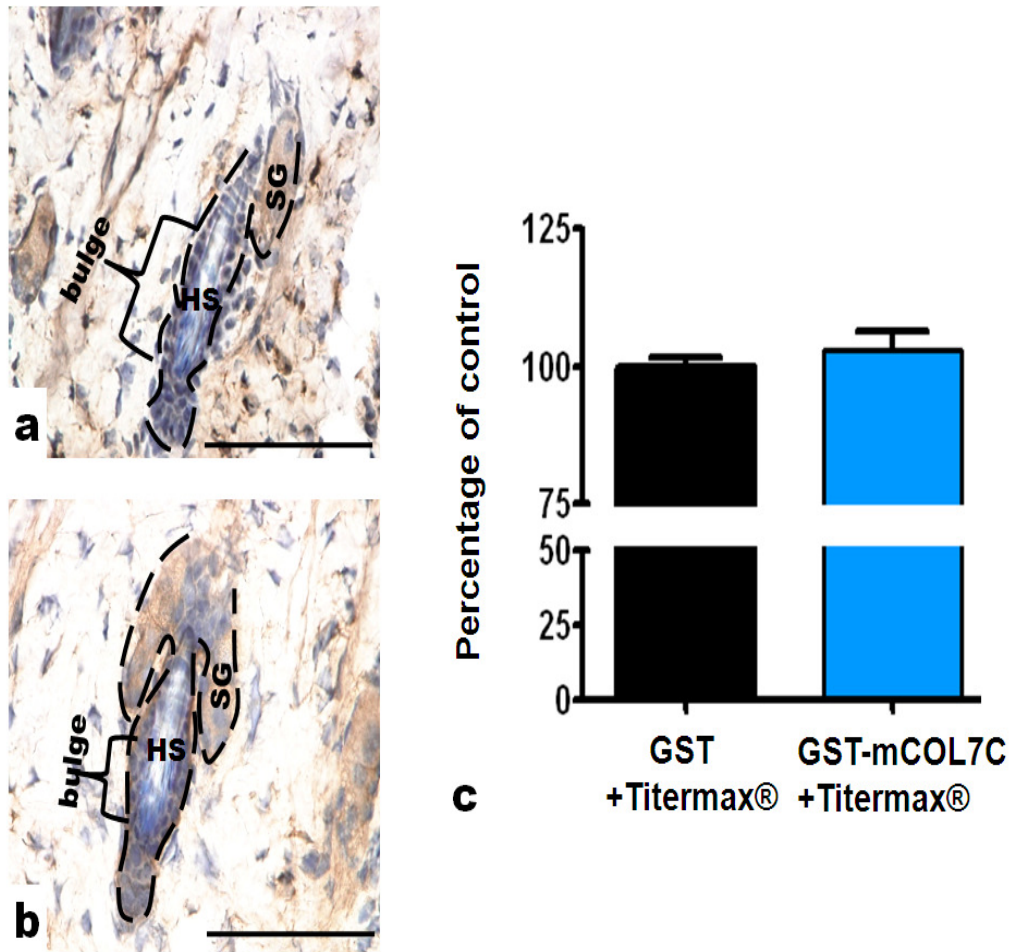 SG
bulge
HS
a
SG
bulge
HS
b
Percentage of control
125
100
75
50
25
0
GST
+Titermax®
GST-mCOL7C
+Titermax®
c